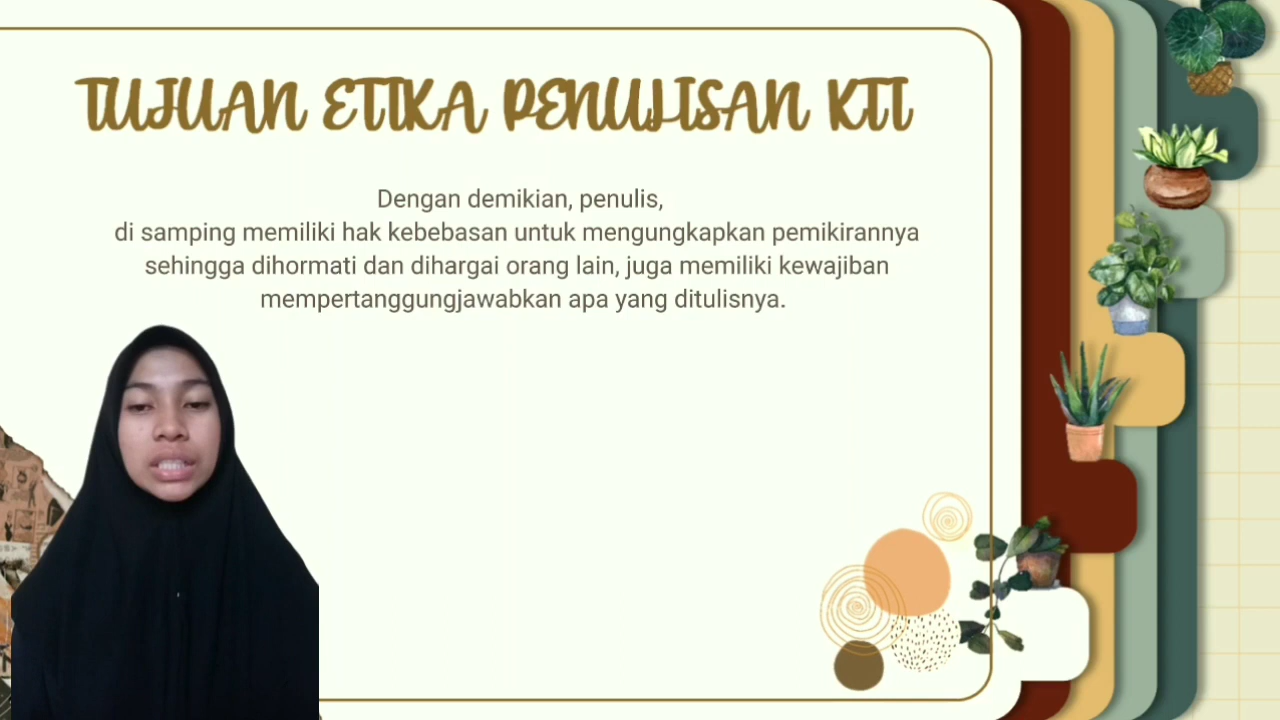 TUJUAN ETIKA PENULISAN KTI
Dengan demikian, penulis,
di samping memiliki hak kebebasan untuk mengungkapkan pemikirannya
sehingga dihormati dan dihargai orang lain, juga memiliki kewajiban
mempertanggungjawabkan apa yang ditulisnya.